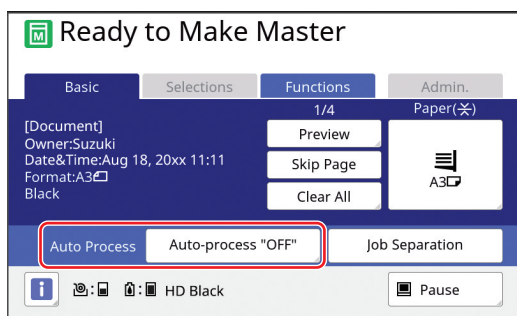 Ready to Make Master
Basic
Selections
Functions
Admin.
1/4
Paper
[Document]
Owner:Suzuki
Date&Time:Aug 18, 20xx 11:11
Format:A3
Black
Preview
Skip Page
Clear All
A3
Auto Process
Auto-process "OFF"
Job Separation
HD Black
Pause